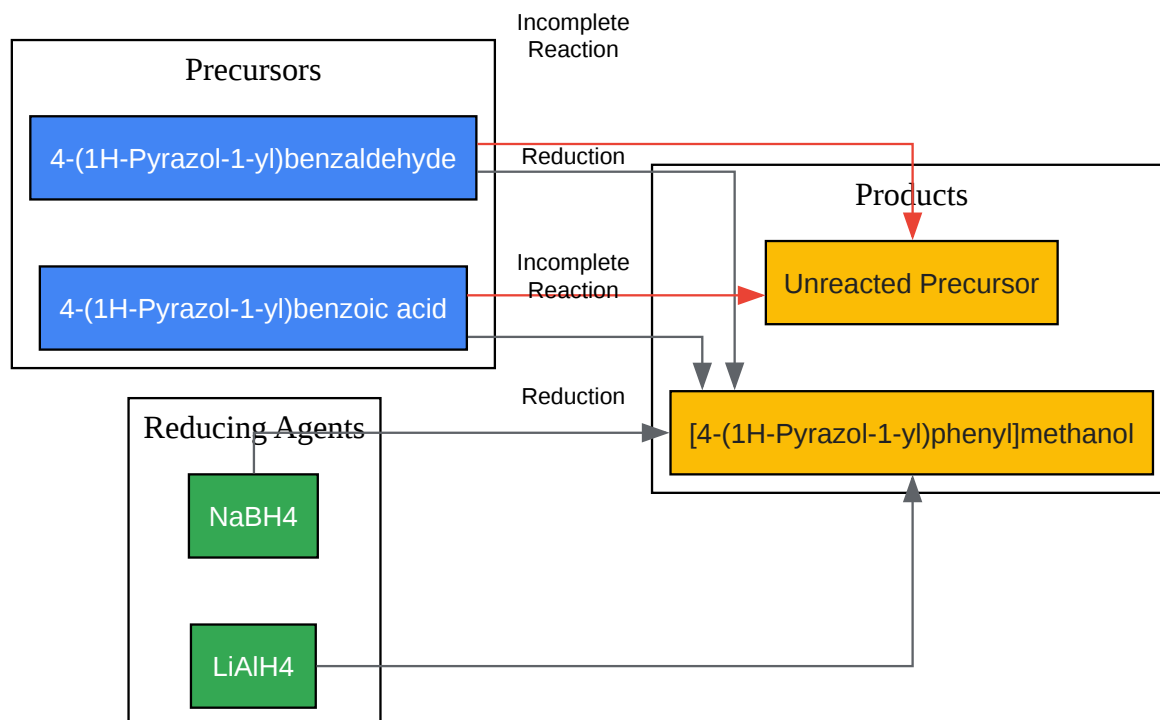 Incomplete
Reaction
Precursors
4-(1H-Pyrazol-1-yl)benzaldehyde
Reduction
Products
Incomplete
Reaction
Unreacted Precursor
4-(1H-Pyrazol-1-yl)benzoic acid
Reduction
[4-(1H-Pyrazol-1-yl)phenyl]methanol
Reducing Agents
NaBH4
LiAlH4